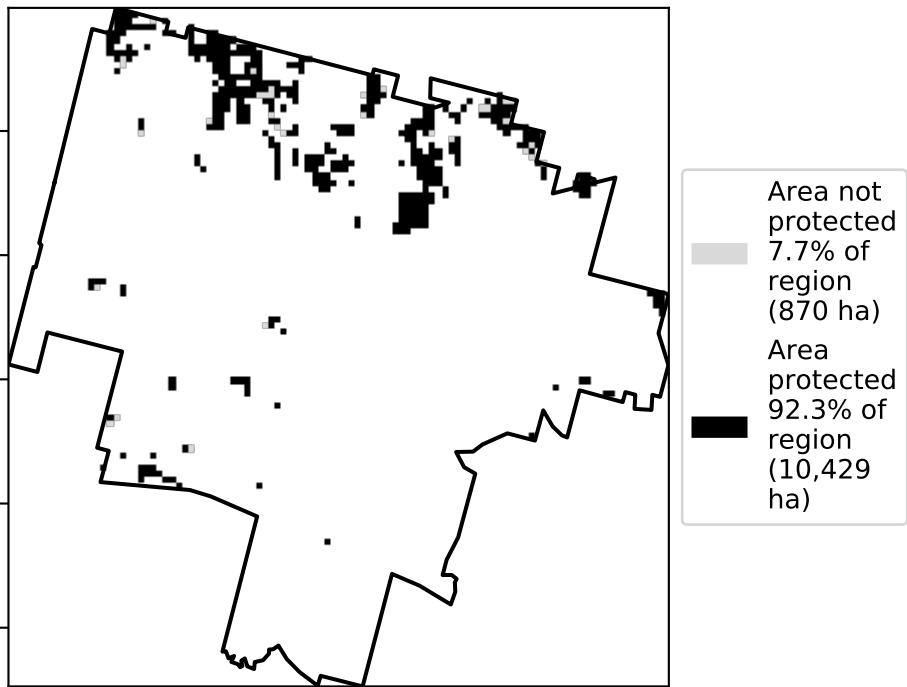 Area not
protected
7.7% of
region
(870 ha)
Area
protected
92.3% of
region
(10,429
ha)